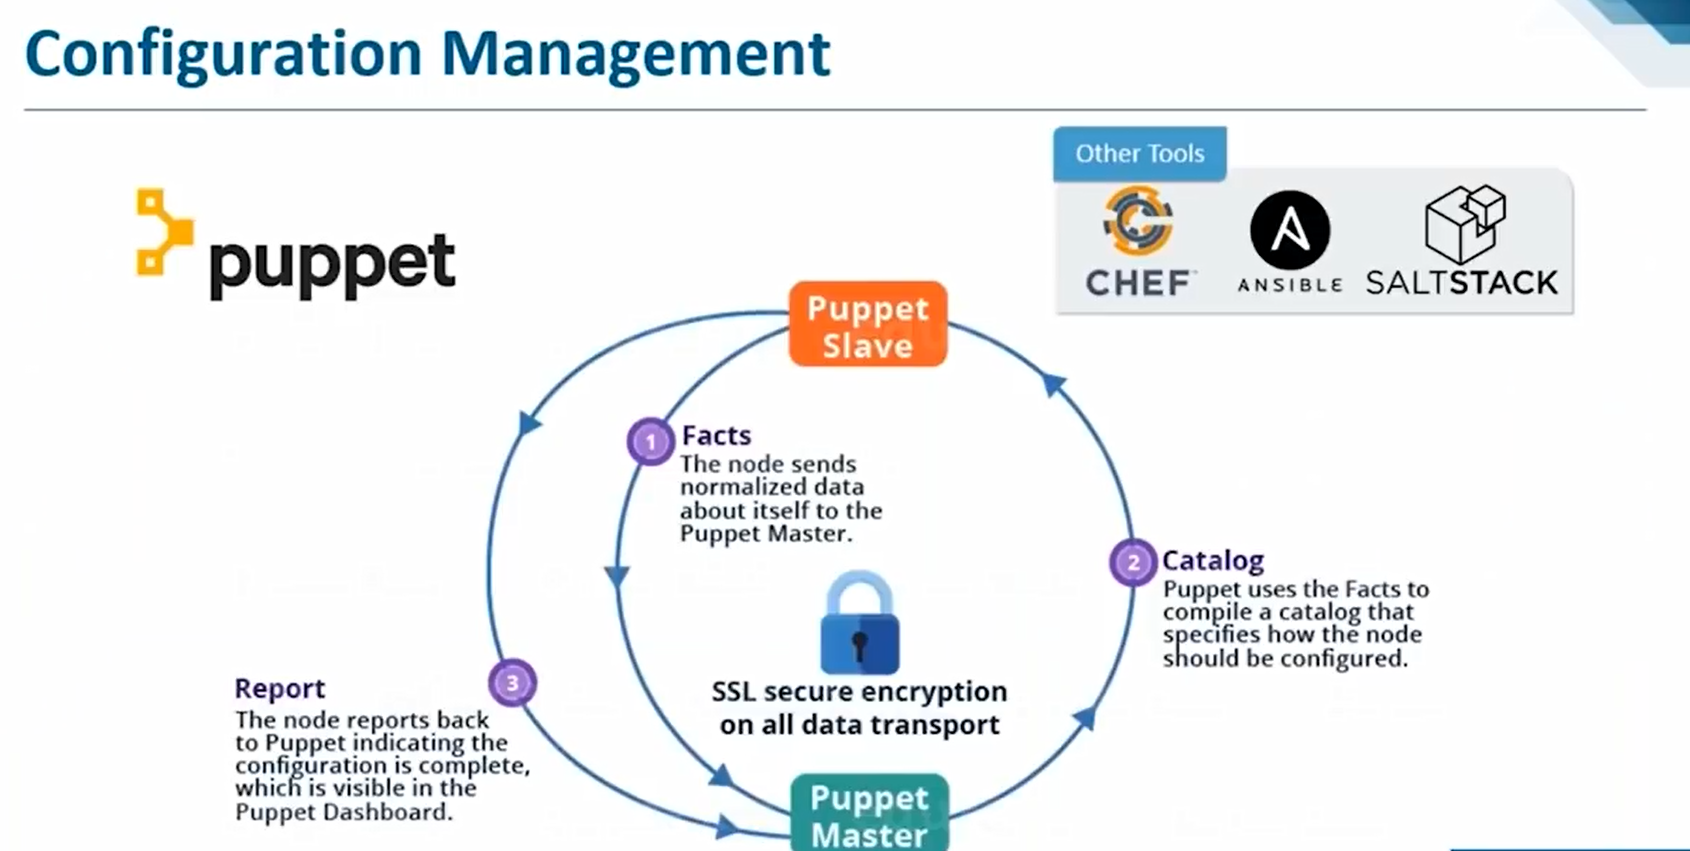 Configuration Management
puppet
Other Tools
CHEF
ANSIBLE
SALTSTACK
Puppet
Slave
1
Facts
The node sends
normalized data
about itself to the
Puppet Master.
2
Catalog
Puppet uses the Facts to
compile a catalog that
specifies how the node
should be configured.
SSL secure encryption
on all data transport
3
Report
The node reports back
to Puppet indicating the
configuration is complete,
which is visible in the
Puppet Dashboard.
Puppet
Master